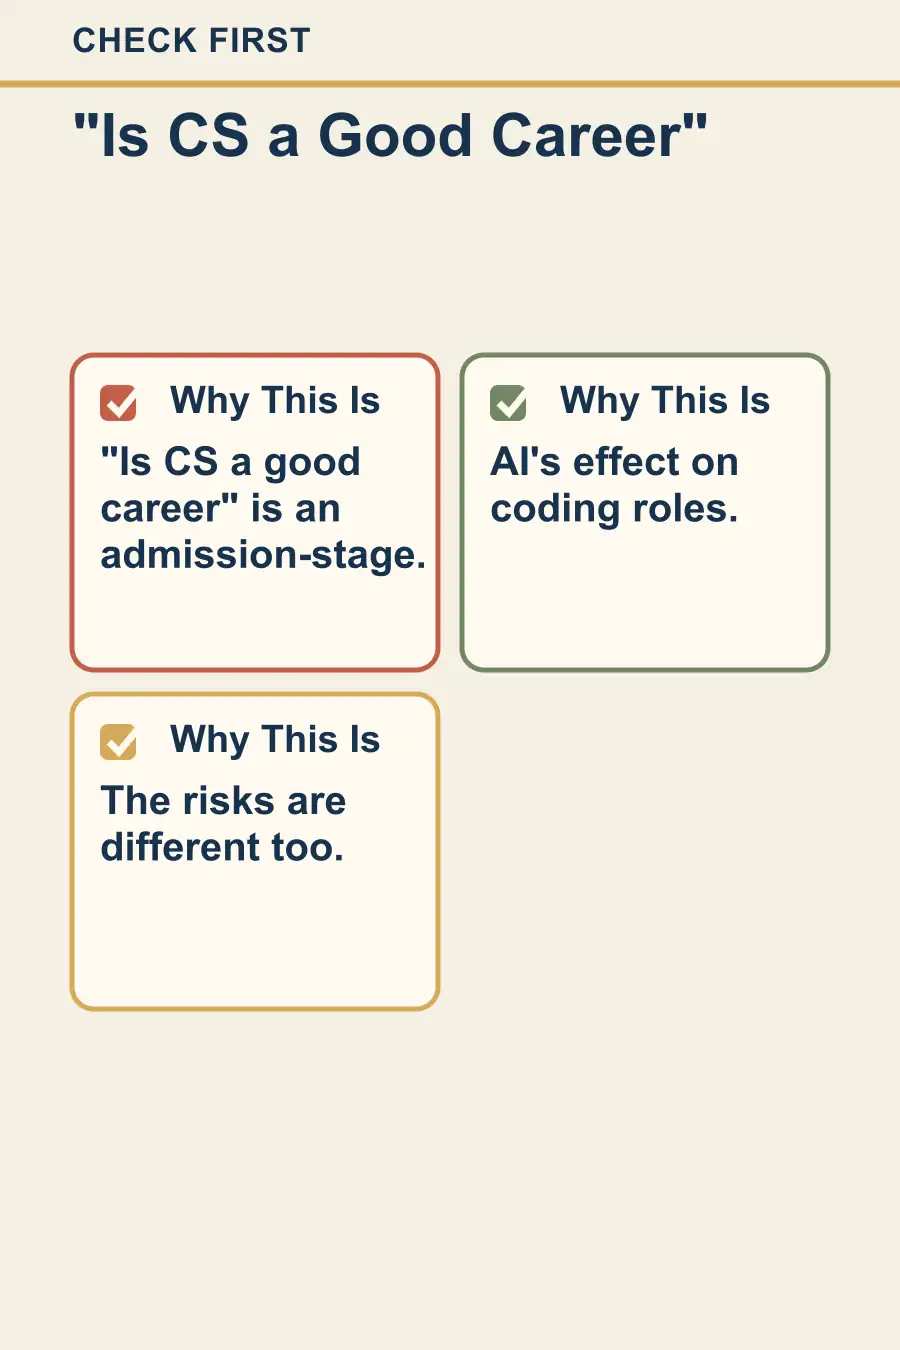 CHECK FIRST
"Is CS a Good Career"
Why This Is
"Is CS a good
career" is an
admission-stage.
Why This Is
AI's effect on
coding roles.
Why This Is
The risks are
different too.